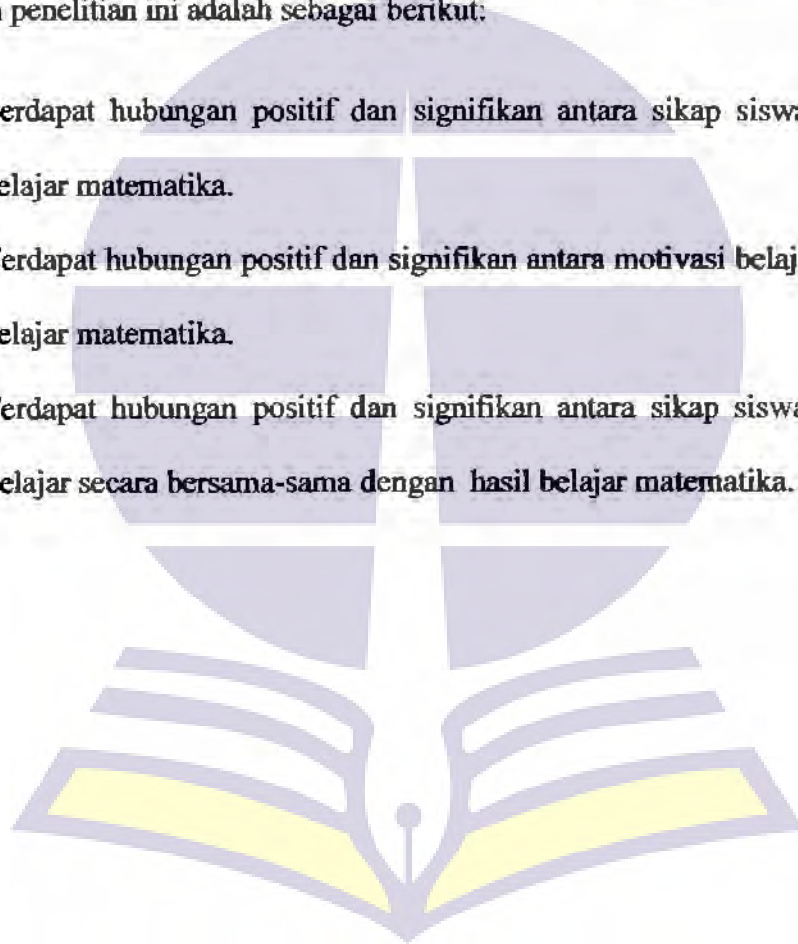 penelitian ini adalah sebagai berikut:
erdapat hubungan positif dan signifikan antara sikap siswa
elajar matematika.
erdapat hubungan positif dan signifikan antara motivasi belaj
elajar matematika.
erdapat hubungan positif dan signifikan antara sikap siswa
elajar secara bersama-sama dengan hasil belajar matematika.